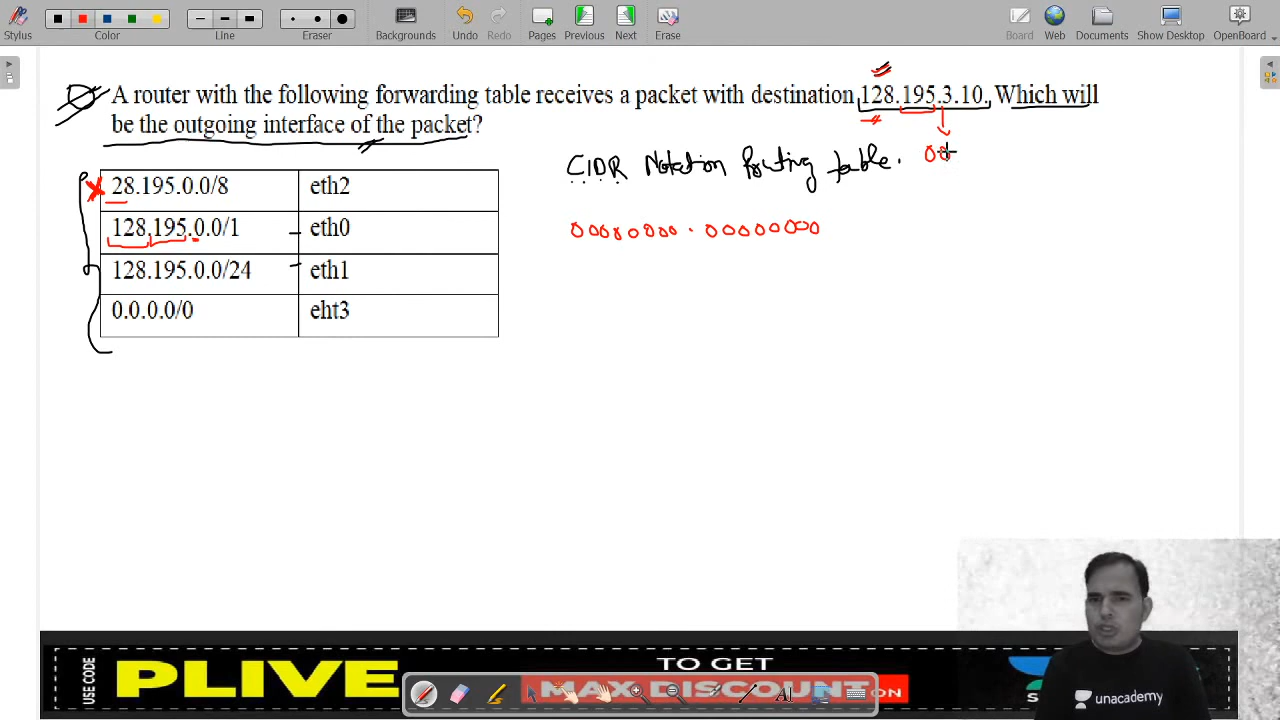 Stylus
Color
Line
Eraser
Backgrounds
Undo
Redo
Pages
Previous
Next
Erase
Board
Web
Documents
Show Desktop
OpenBoard
A router with the following forwarding table receives a packet with destination 128.195.3.10. Which will
be the outgoing interface of the packet?
CIDR Notation routing table.
00
28.195.0.0/8 eth2
128.195.0.0/1 eth0
128.195.0.0/24 eth1
0.0.0.0/0 eht3
00000000 . 00000000
USE CODE
PLIVE
TO GET
MAX DISCOUNT
ON
S
unacademy